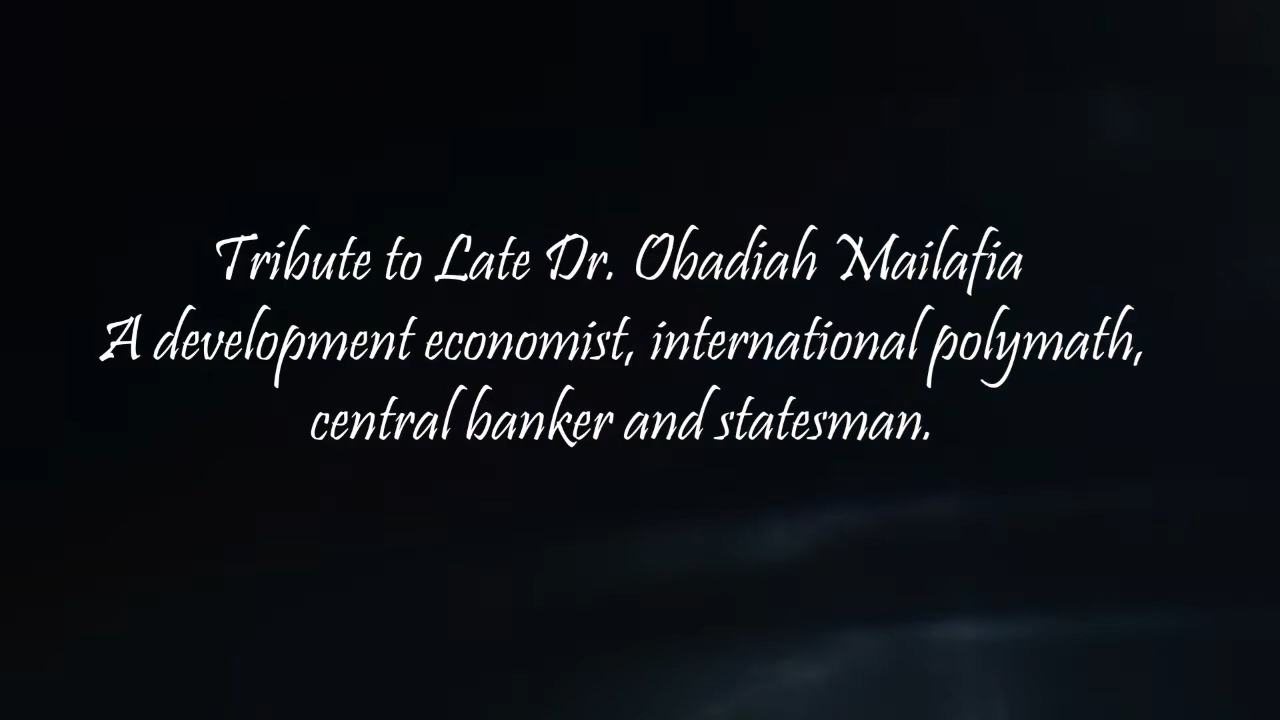 Tribute to Late Dr. Obadiah Mailafia
A development economist, international polymath,
central banker and statesman.